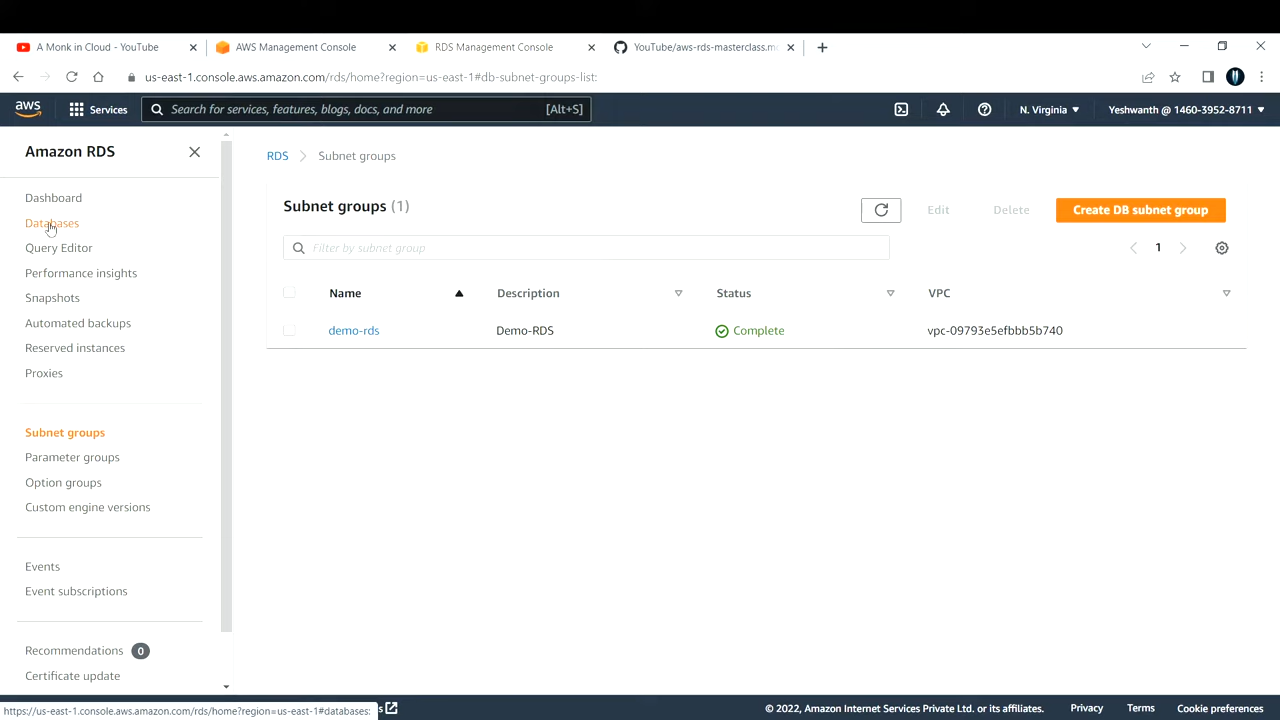 A Monk in Cloud - YouTube
AWS Management Console
RDS Management Console
YouTube/aws-rds-masterclass.m
us-east-1.console.aws.amazon.com/rds/home?region=us-east-1#db-subnet-groups-list:
aws
Services
Search for services, features, blogs, docs, and more
[Alt+S]
N. Virginia
Yeshwanth @ 1460-3952-8711
Amazon RDS
Dashboard
Databases
Query Editor
Performance insights
Snapshots
Automated backups
Reserved instances
Proxies
Subnet groups
Parameter groups
Option groups
Custom engine versions
Events
Event subscriptions
Recommendations 0
Certificate update
RDS
Subnet groups
Subnet groups (1)
Edit
Delete
Create DB subnet group
Filter by subnet group
1
Name
Description
Status
VPC
demo-rds
Demo-RDS
Complete
vpc-09793e5efbbb5b740
https://us-east-1.console.aws.amazon.com/rds/home?region=us-east-1#databases:
© 2022, Amazon Internet Services Private Ltd. or its affiliates.
Privacy
Terms
Cookie preferences